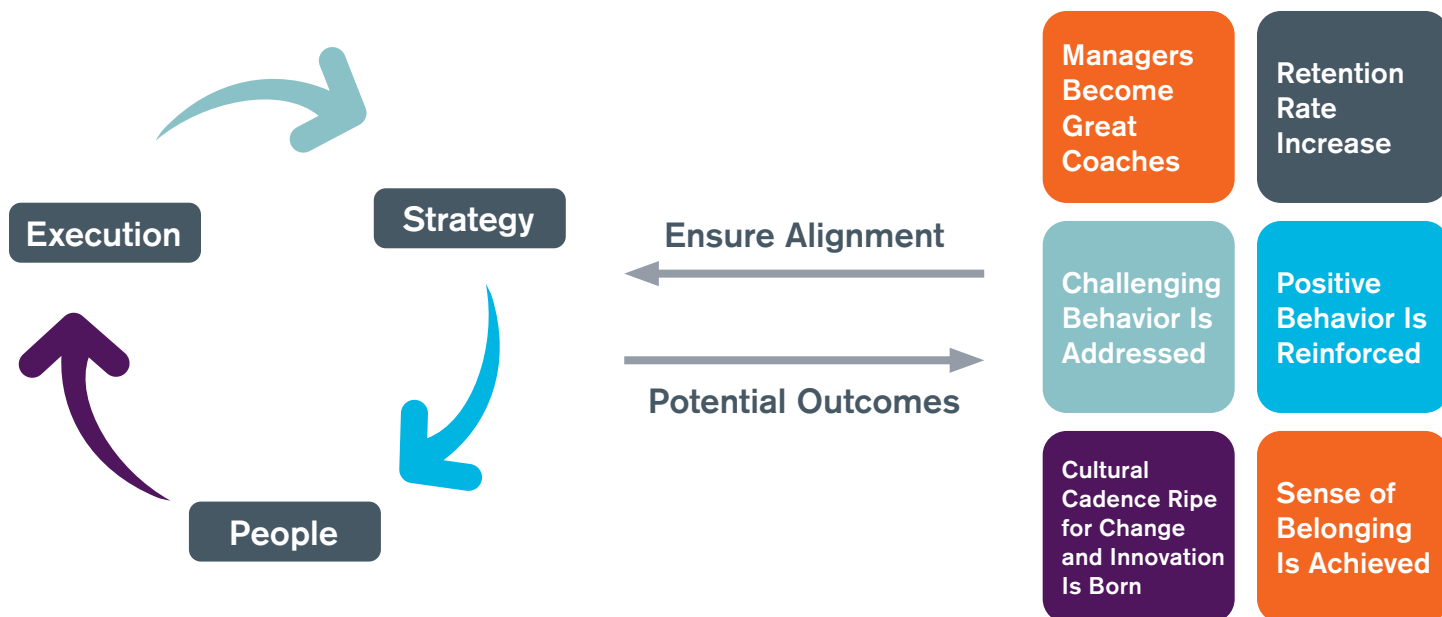 Execution
Strategy
People
Ensure Alignment
Potential Outcomes
Managers
Become
Great
Coaches
Retention
Rate
Increase
Challenging
Behavior Is
Addressed
Positive
Behavior Is
Reinforced
Cultural
Cadence Ripe
for Change
and Innovation
Is Born
Sense of
Belonging
Is Achieved